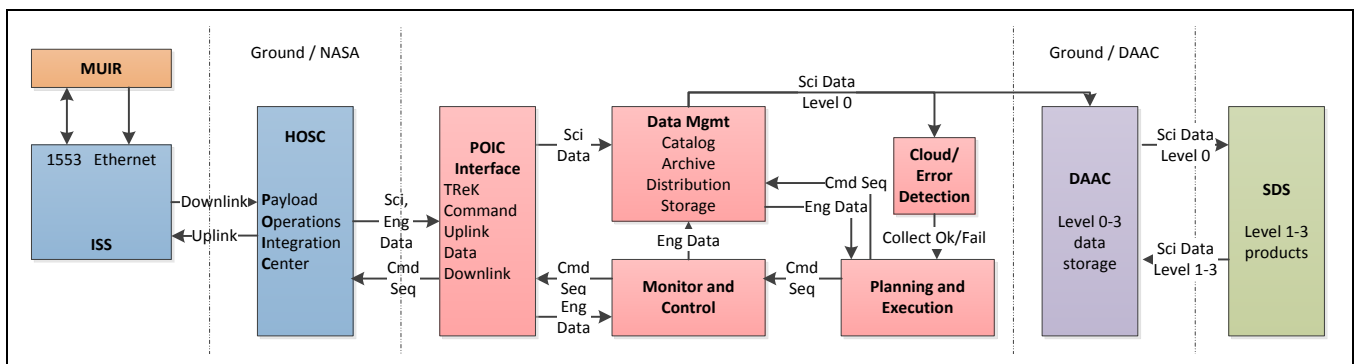 Ground / NASA
Ground / DAAC
MUIR
1553 Ethernet
ISS
Downlink
Uplink
HOSC
Payload
Operations
Integration
Center
Sci,
Eng
Data
Cmd
Seq
POIC
Interface
TReK
Command
Uplink
Data
Downlink
Sci
Data
Cmd
Seq
Eng
Data
Data Mgmt
Catalog
Archive
Distribution
Storage
Eng Data
Monitor and
Control
Sci Data
Level 0
Cmd Seq
Eng Data
Cmd
Seq
Cloud/
Error
Detection
Collect Ok/Fail
Planning and
Execution
DAAC
Level 0-3
data
storage
Sci Data
Level 0
Sci Data
Level 1-3
SDS
Level 1-3
products